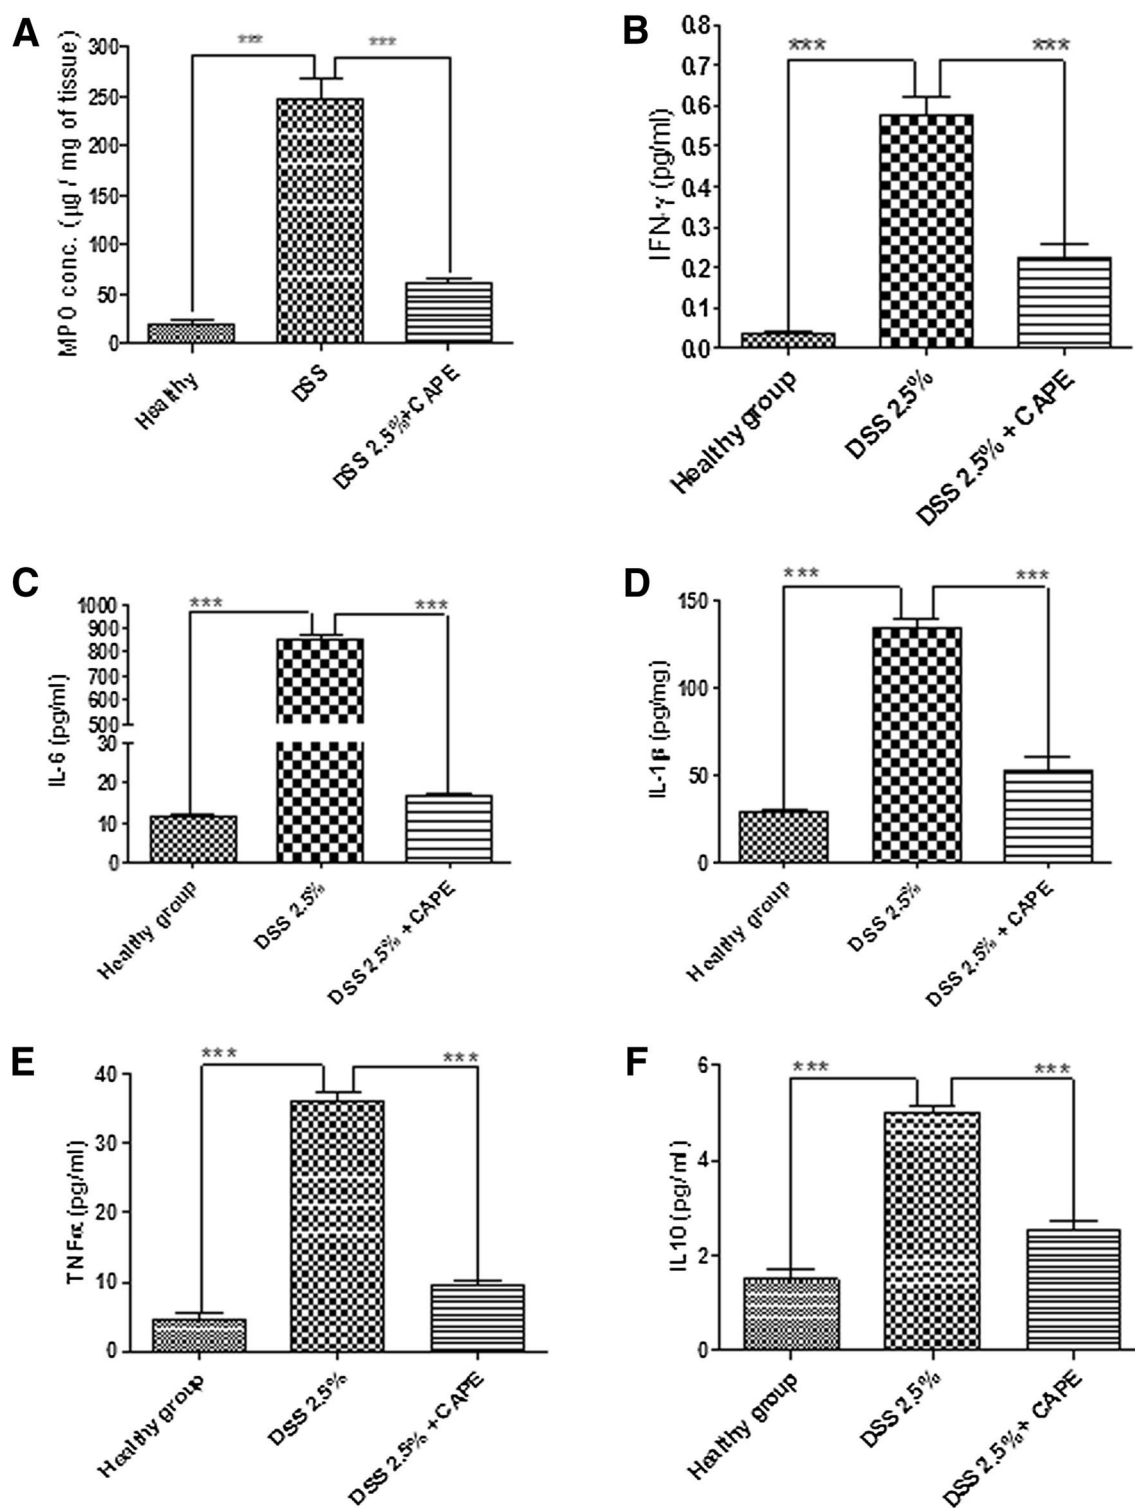 A
***
***
MPO conc. (µg / mg of tissue)
300
250
200
150
100
50
0
Healthy
DSS
DSS 2.5%+CAPE
B
***
***
IFN-γ (pg/ml)
0.8
0.7
0.6
0.5
0.4
0.3
0.2
0.1
0.0
Healthy group
DSS 2.5%
DSS 2.5% + CAPE
C
***
***
IL-6 (pg/ml)
1000
900
800
700
600
500
30
20
10
0
Healthy group
DSS 2.5%
DSS 2.5% + CAPE
D
***
***
IL-1β (pg/mg)
150
100
50
0
Healthy group
DSS 2.5%
DSS 2.5% + CAPE
E
***
***
TNFα (pg/ml)
40
30
20
10
0
Healthy group
DSS 2.5%
DSS 2.5% + CAPE
F
***
***
IL10 (pg/ml)
6
4
2
0
Healthy group
DSS 2.5%
DSS 2.5%+ CAPE